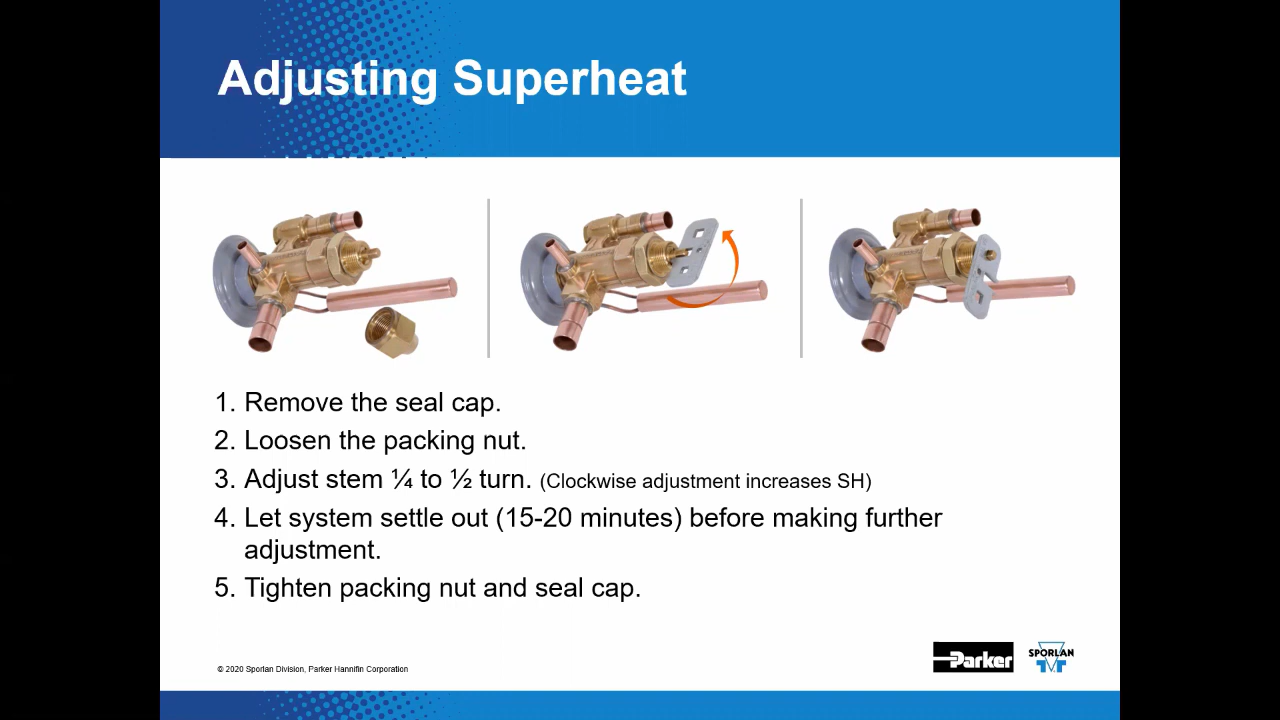 Adjusting Superheat
1. Remove the seal cap.
2. Loosen the packing nut.
3. Adjust stem ¼ to ½ turn. (Clockwise adjustment increases SH)
4. Let system settle out (15-20 minutes) before making further
adjustment.
5. Tighten packing nut and seal cap.
© 2020 Sporlan Division, Parker Hannifin Corporation
Parker
SPORLAN